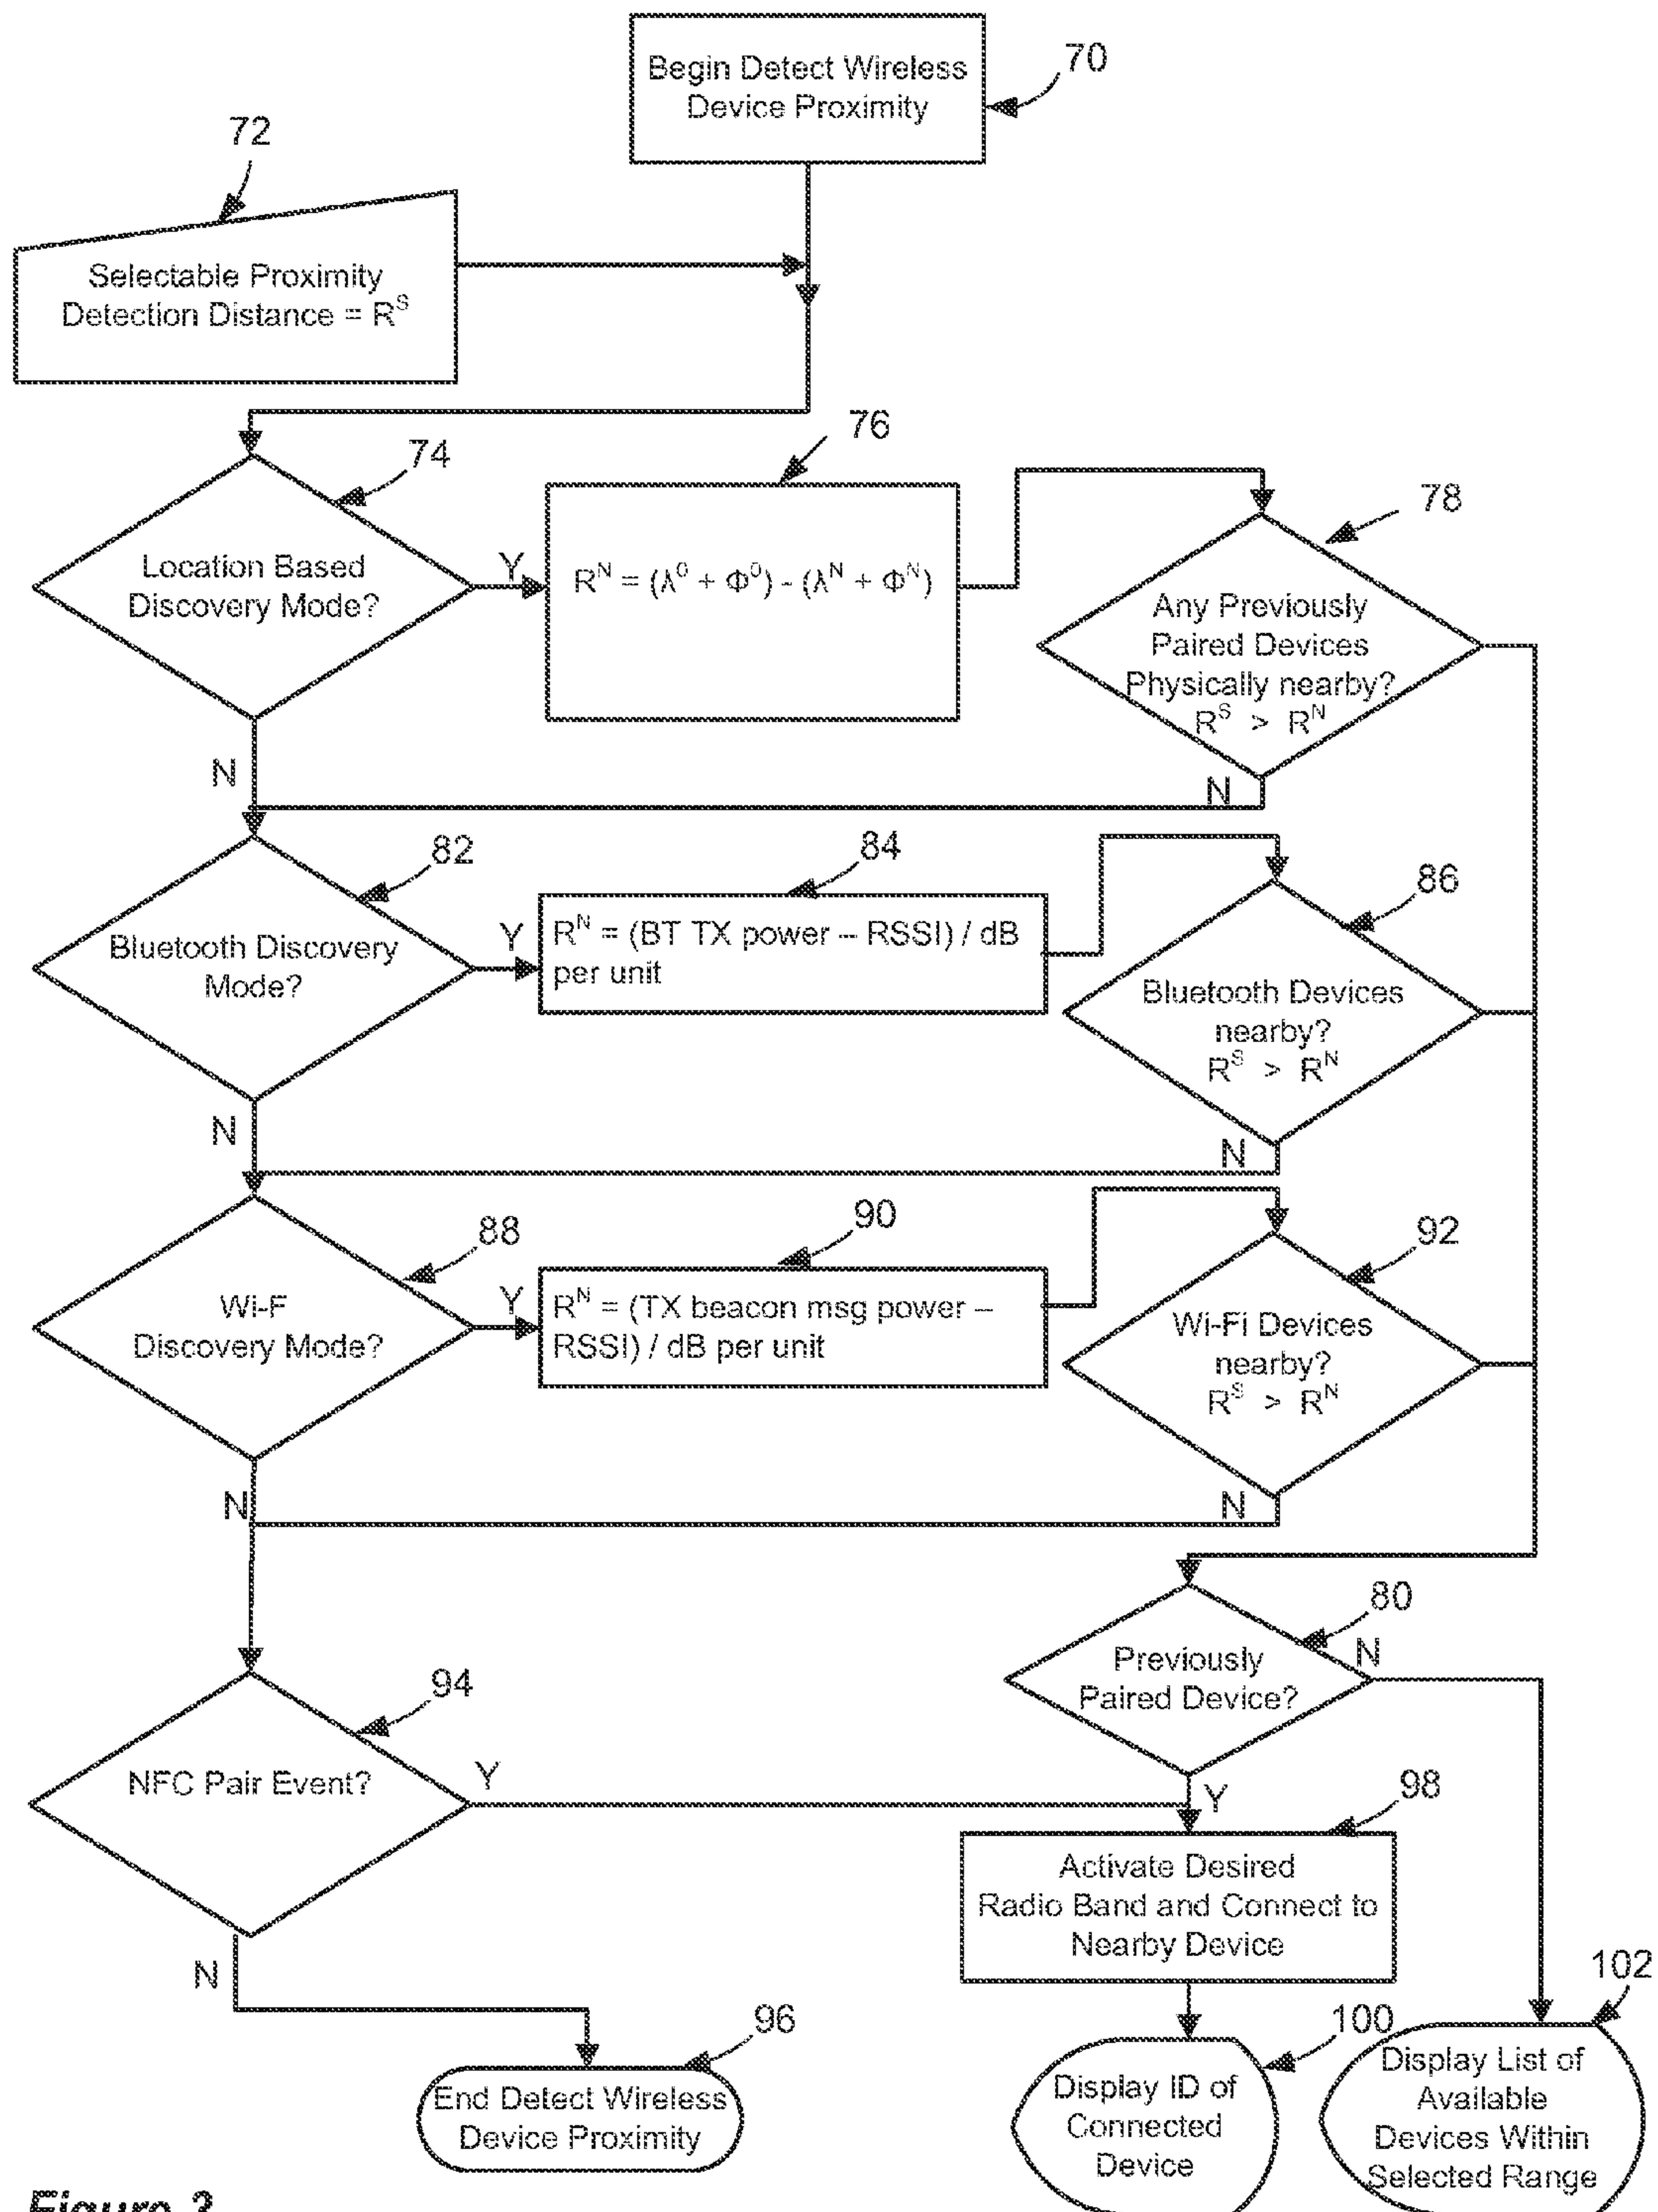 Begin Detect Wireless
Device Proximity
70
72
Selectable Proximity
Detection Distance = R^S
74
Location Based
Discovery Mode?
Y
N
76
R^N = (λ^0 + Φ^0) - (λ^N + Φ^N)
78
Any Previously
Paired Devices
Physically nearby?
R^S > R^N
N
82
Bluetooth Discovery
Mode?
Y
N
84
R^N = (BT TX power – RSSI) / dB
per unit
86
Bluetooth Devices
nearby?
R^S > R^N
N
88
Wi-F
Discovery Mode?
Y
N
90
R^N = (TX beacon msg power –
RSSI) / dB per unit
92
Wi-Fi Devices
nearby?
R^S > R^N
N
80
Previously
Paired Device?
N
Y
94
NFC Pair Event?
Y
N
98
Activate Desired
Radio Band and Connect to
Nearby Device
96
End Detect Wireless
Device Proximity
100
Display ID of
Connected
Device
102
Display List of
Available
Devices Within
Selected Range
Figure